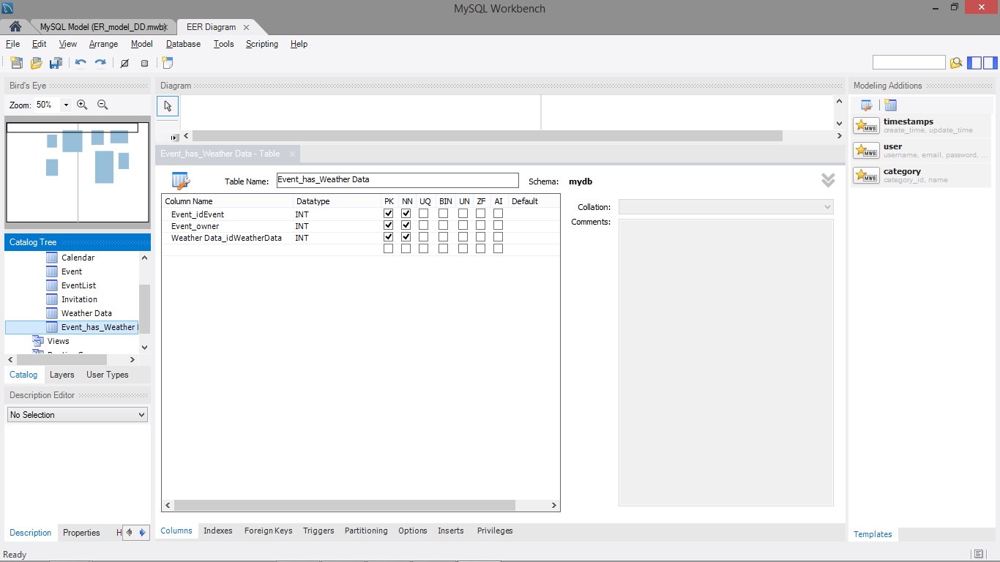 MySQL Workbench
MySQL Model (ER_model_DD.mwb)
EER Diagram
File Edit View Arrange Model Database Tools Scripting Help
Bird's Eye
Zoom: 50%
Catalog Tree
Calendar
Event
EventList
Invitation
Weather Data
Event_has_Weather
Views
Catalog Layers User Types
Description Editor
No Selection
Description Properties H
Diagram
Event_has_Weather Data - Table
Table Name: Event_has_Weather Data Schema: mydb
Column Name Datatype PK NN UQ BIN UN ZF AI Default
Event_idEvent INT
Event_owner INT
Weather Data_idWeatherData INT
Collation:
Comments:
Columns Indexes Foreign Keys Triggers Partitioning Options Inserts Privileges
Modeling Additions
MWB timestamps
create_time, update_time
MWB user
username, email, password, ...
MWB category
category_id, name
Templates
Ready